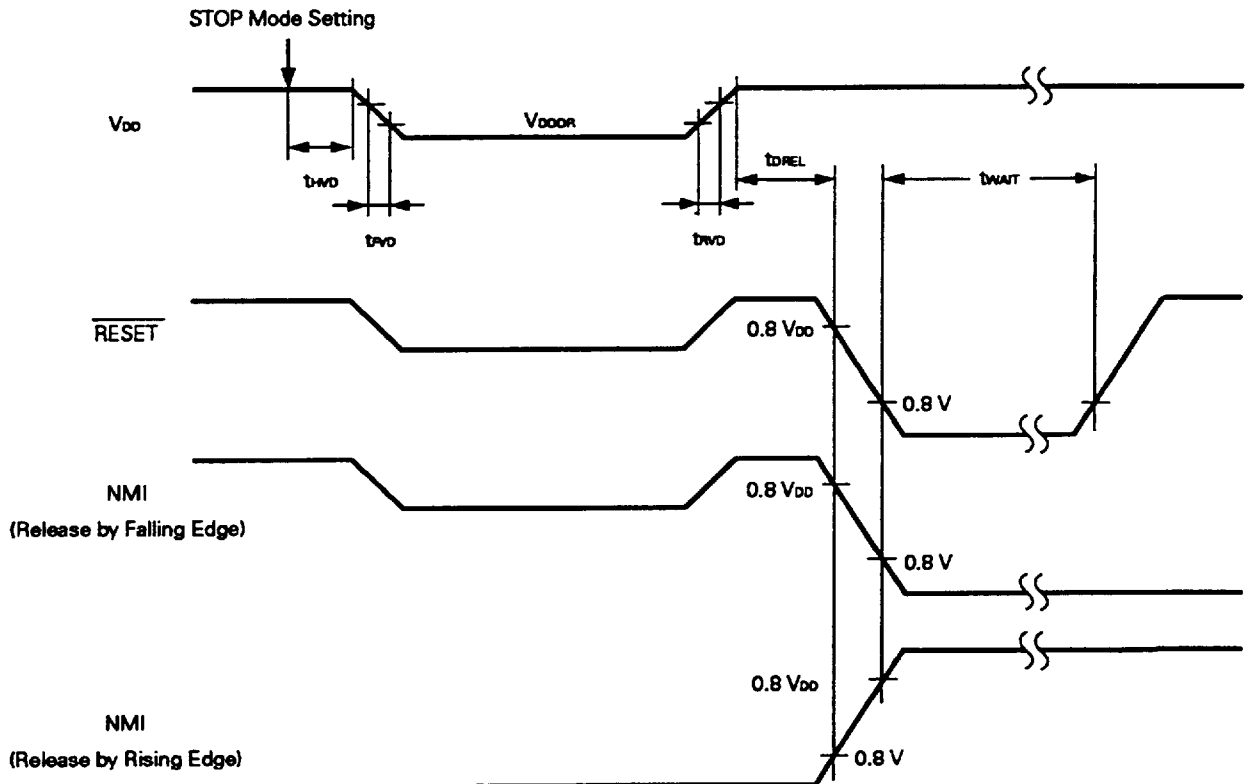 STOP Mode Setting
VDD
VDDDR
tHVD
tFVD
tRVD
tDREL
tWAIT
RESET
0.8 VDD
0.8 V
NMI
(Release by Falling Edge)
0.8 VDD
0.8 V
NMI
(Release by Rising Edge)
0.8 VDD
0.8 V